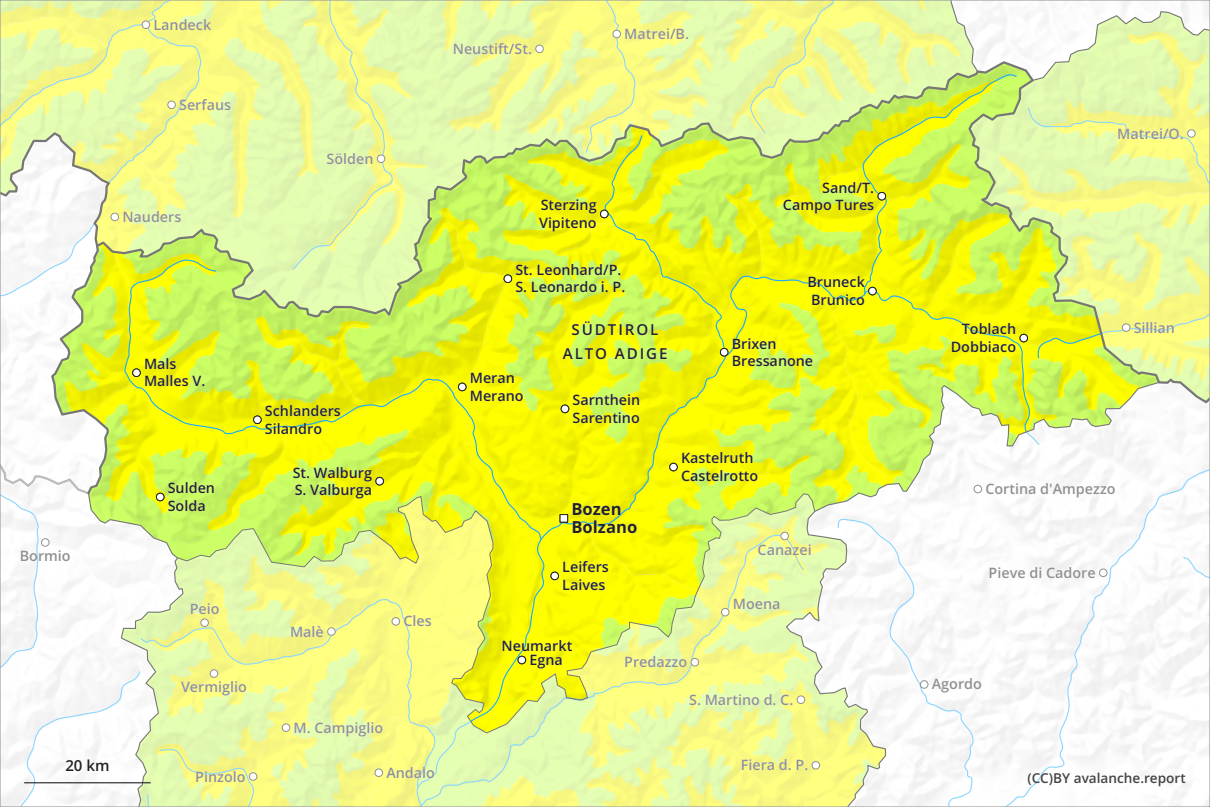 Landeck
Neustift/St.
Matrei/B.
Serfaus
Matrei/O.
Sölden
Sand/T.
Campo Tures
Nauders
Sterzing
Vipiteno
St. Leonhard/P.
S. Leonardo i. P.
Bruneck
Brunico
SÜDTIROL
ALTO ADIGE
Toblach
Dobbiaco
Sillian
Brixen
Bressanone
Mals
Malles V.
Meran
Merano
Sarnthein
Sarentino
Schlanders
Silandro
Kastelruth
Castelrotto
St. Walburg
S. Valburga
Sulden
Solda
Cortina d'Ampezzo
Bozen
Bolzano
Bormio
Canazei
Leifers
Laives
Pieve di Cadore
Peio
Moena
Malè
Cles
Neumarkt
Egna
Predazzo
Vermiglio
Agordo
S. Martino d. C.
M. Campiglio
20 km
Pinzolo
Andalo
Fiera d. P.
(CC)BY avalanche.report